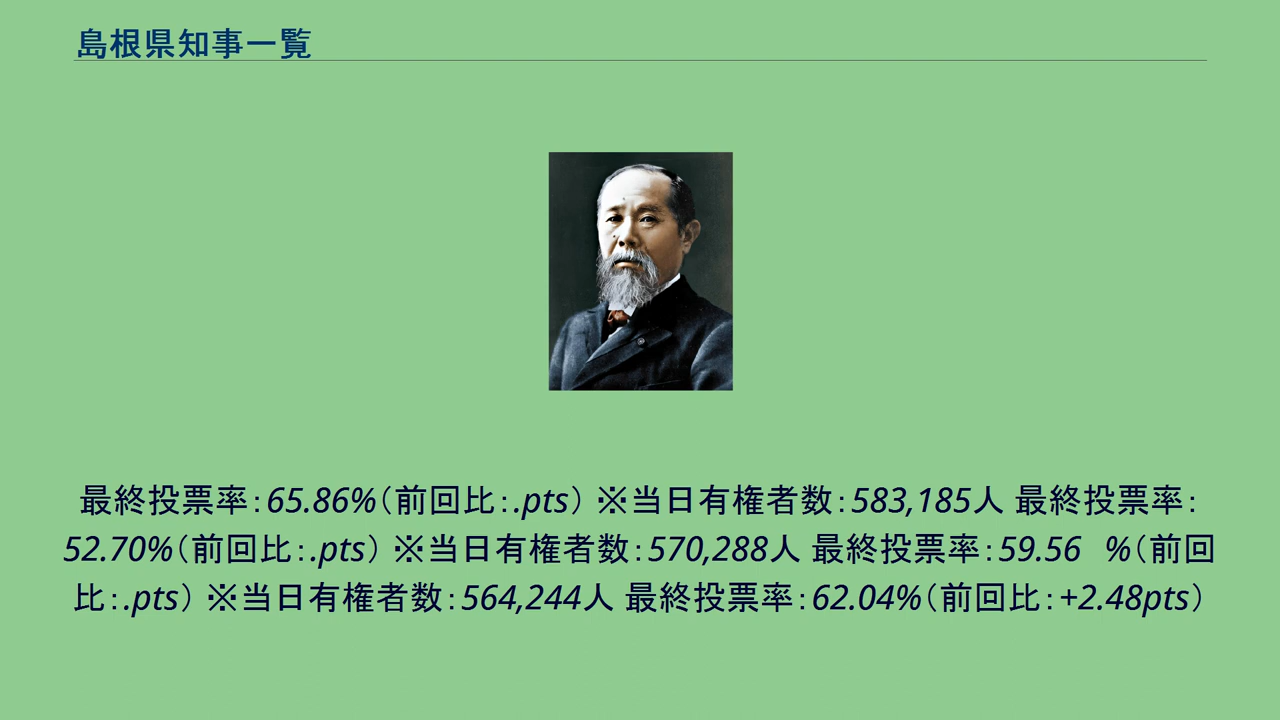 島根県知事一覧
最終投票率：65.86%（前回比：.pts） ※当日有権者数：583,185人 最終投票率：
52.70%（前回比：.pts） ※当日有権者数：570,288人 最終投票率：59.56　%（前回
比：.pts） ※当日有権者数：564,244人 最終投票率：62.04%（前回比：+2.48pts）